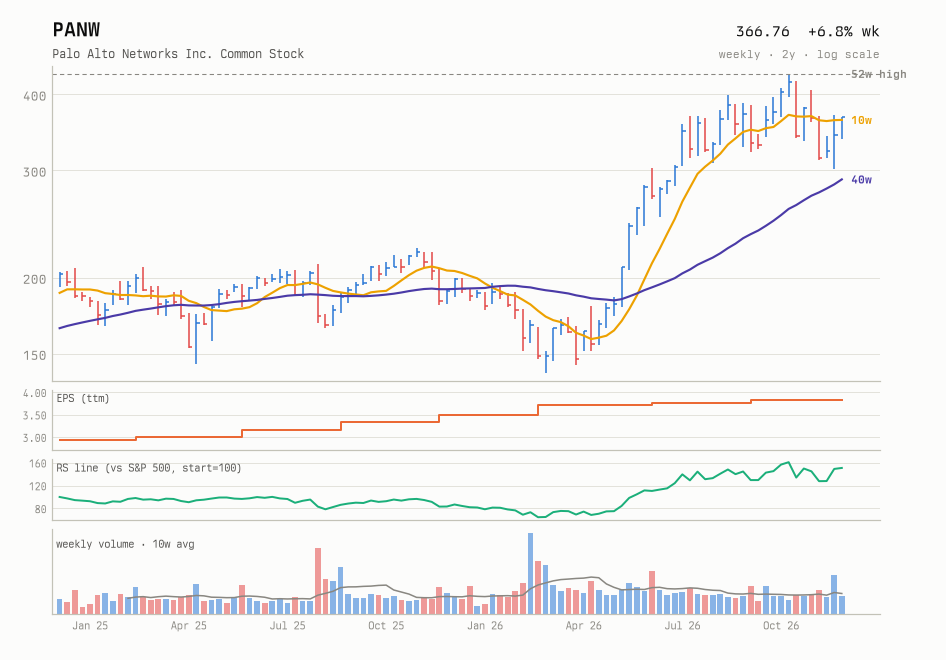 PANW
366.76 +6.8% wk
Palo Alto Networks Inc. Common Stock
weekly · 2y · log scale
52w high
400
10w
300
40w
200
150
4.00
EPS (ttm)
3.50
3.00
160
RS line (vs S&P 500, start=100)
120
80
weekly volume · 10w avg
Jan 25 Apr 25 Jul 25 Oct 25 Jan 26 Apr 26 Jul 26 Oct 26